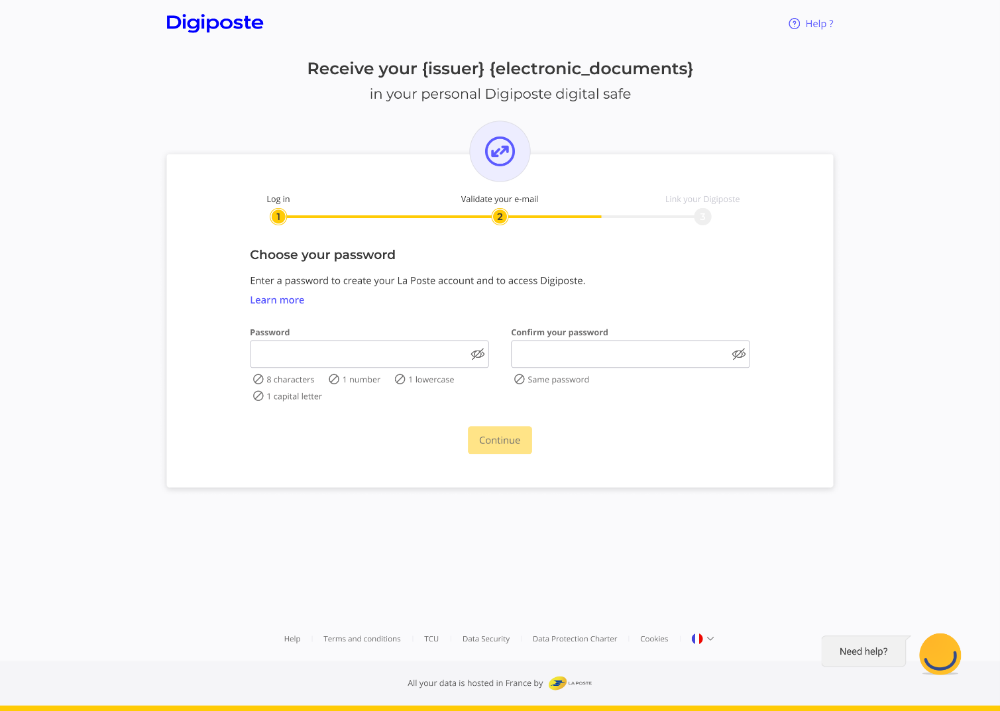 Digiposte
Help ?
Receive your {issuer} {electronic_documents}
in your personal Digiposte digital safe
Log in
Validate your e-mail
Link your Digiposte
1
2
3
Choose your password
Enter a password to create your La Poste account and to access Digiposte.
Learn more
Password
Confirm your password
8 characters
1 number
1 lowercase
Same password
1 capital letter
Continue
Help
Terms and conditions
TCU
Data Security
Data Protection Charter
Cookies
Need help?
All your data is hosted in France by
LA POSTE